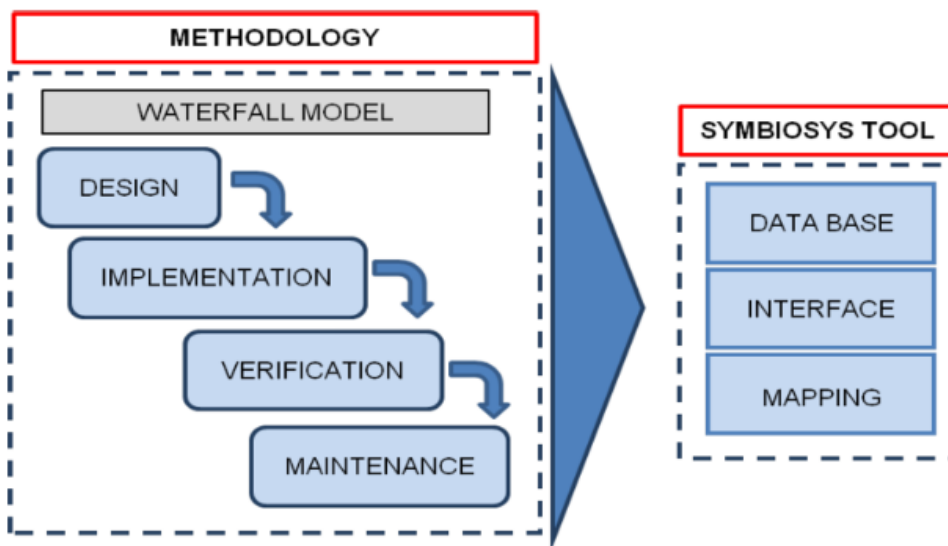 METHODOLOGY
WATERFALL MODEL
DESIGN
IMPLEMENTATION
VERIFICATION
MAINTENANCE
SYMBIOSYS TOOL
DATA BASE
INTERFACE
MAPPING